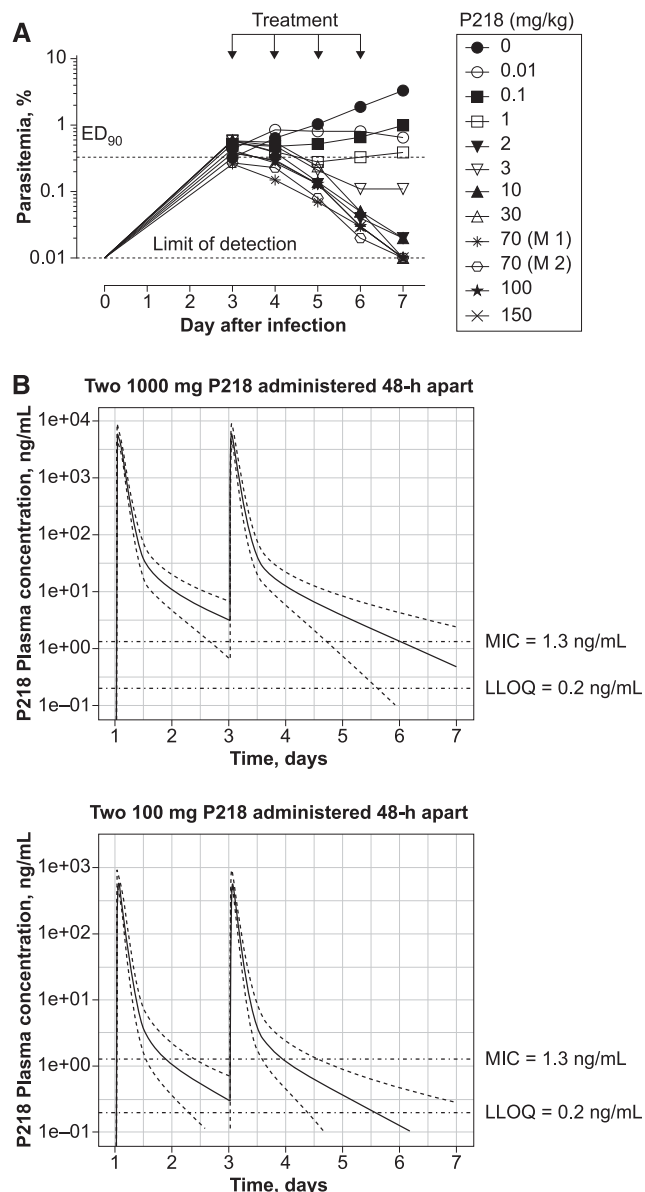 A
Treatment
P218 (mg/kg)
0
0.01
0.1
1
2
3
10
30
70 (M 1)
70 (M 2)
100
150
10
1
0.1
0.01
Parasitemia, %
ED90
Limit of detection
0 1 2 3 4 5 6 7
Day after infection
B
Two 1000 mg P218 administered 48-h apart
P218 Plasma concentration, ng/mL
1e+04
1e+03
1e+02
1e+01
1e+00
1e–01
MIC = 1.3 ng/mL
LLOQ = 0.2 ng/mL
1 2 3 4 5 6 7
Time, days
Two 100 mg P218 administered 48-h apart
P218 Plasma concentration, ng/mL
1e+03
1e+02
1e+01
1e+00
1e–01
MIC = 1.3 ng/mL
LLOQ = 0.2 ng/mL
1 2 3 4 5 6 7
Time, days